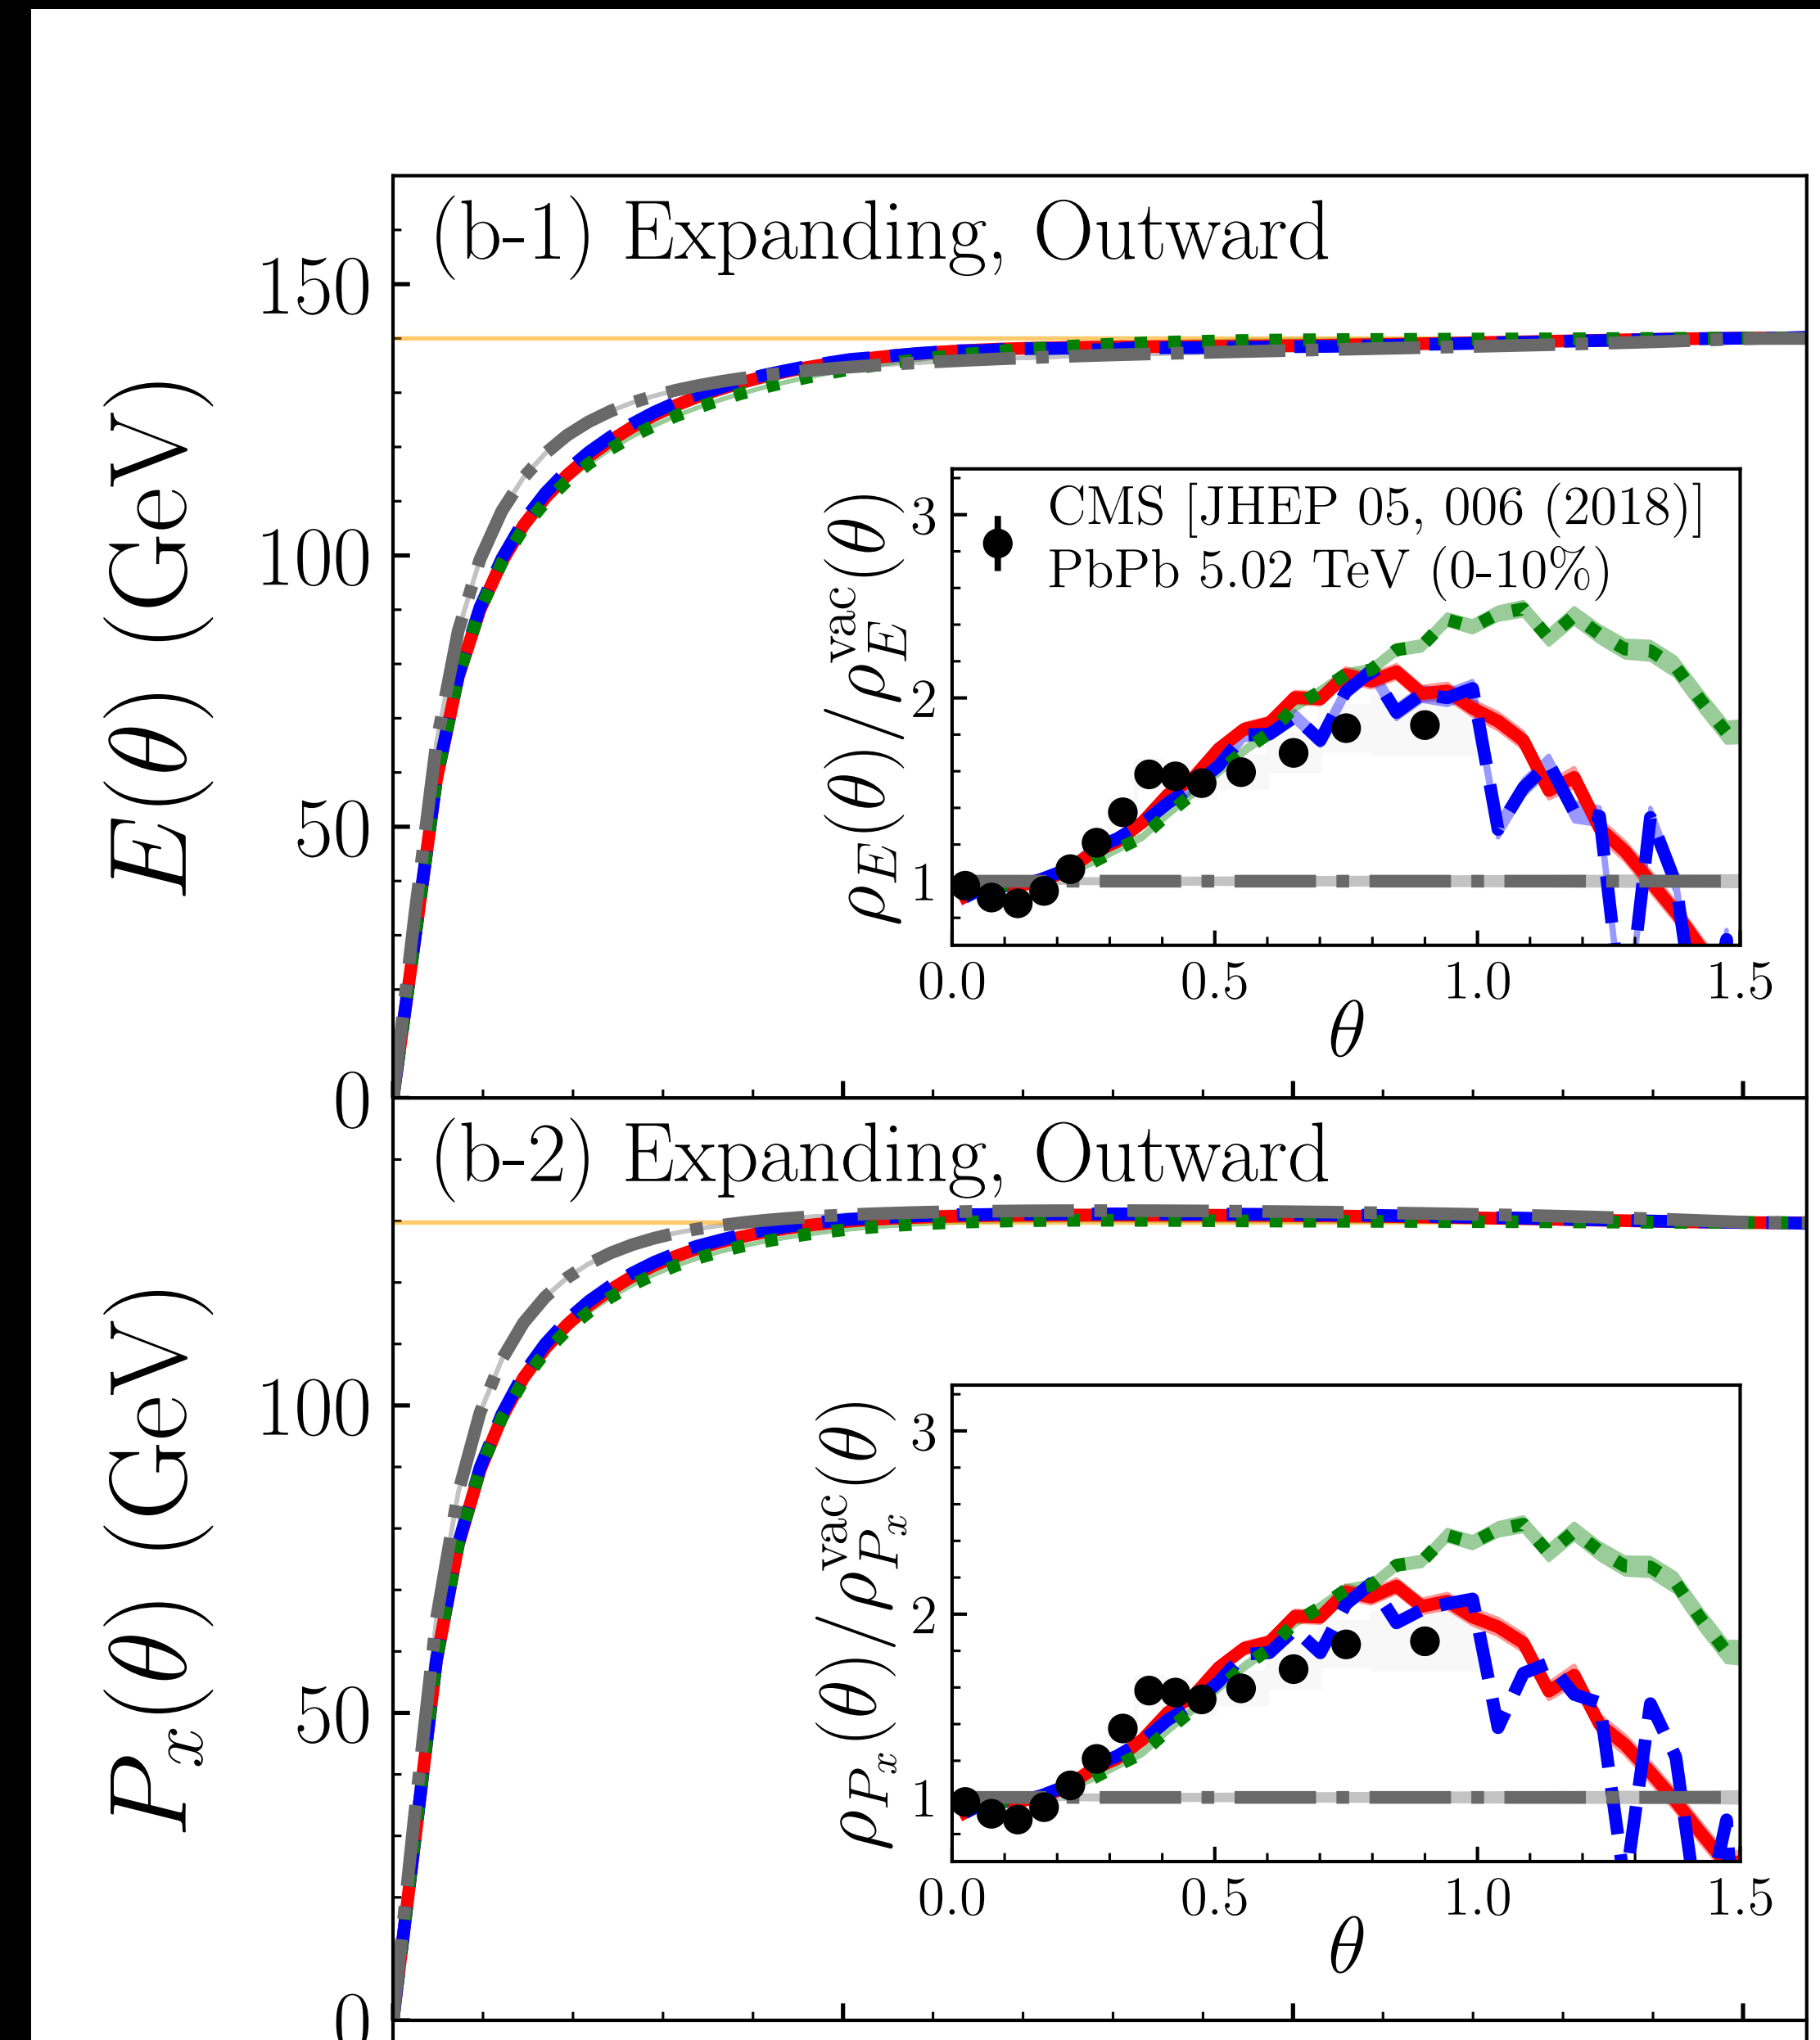 (b-1) Expanding, Outward
150
100
50
0
E(θ) (GeV)
CMS [JHEP 05, 006 (2018)]
PbPb 5.02 TeV (0-10%)
3
2
1
ρ_E(θ)/ρ_E^vac(θ)
0.0 0.5 1.0 1.5
θ
(b-2) Expanding, Outward
100
50
0
P_x(θ) (GeV)
3
2
1
ρ_{P_x}(θ)/ρ_{P_x}^vac(θ)
0.0 0.5 1.0 1.5
θ